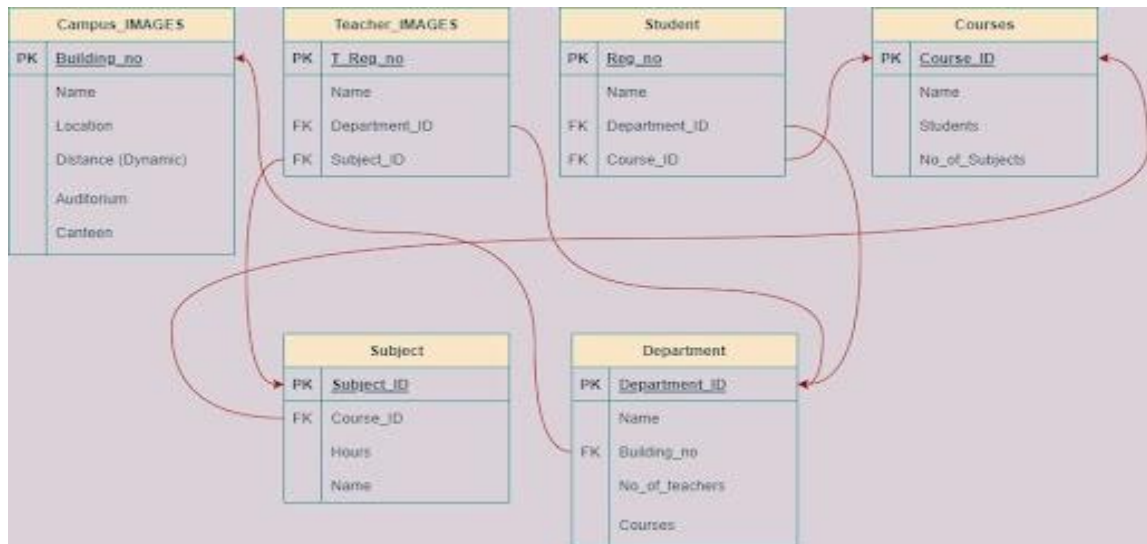 Campus_IMAGES
PK Building_no
Name
Location
Distance (Dynamic)
Auditorium
Canteen
Teacher_IMAGES
PK T_Reg_no
Name
FK Department_ID
FK Subject_ID
Student
PK Reg_no
Name
FK Department_ID
FK Course_ID
Courses
PK Course_ID
Name
Students
No_of_Subjects
Subject
PK Subject_ID
FK Course_ID
Hours
Name
Department
PK Department_ID
Name
FK Building_no
No_of_teachers
Courses